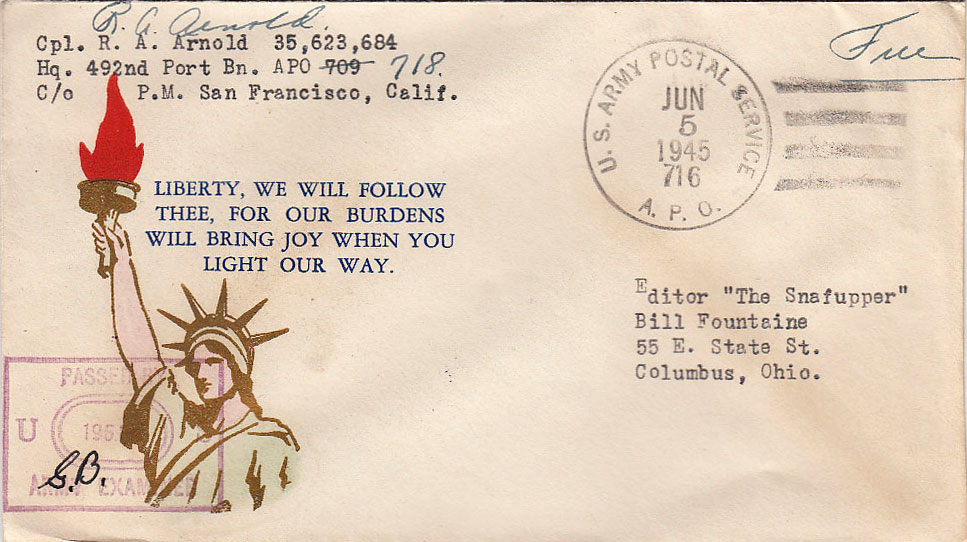 R. A. Arnold.
Cpl. R. A. Arnold 35,623,684
Hq. 492nd Port Bn. APO 709 718.
C/o P.M. San Francisco, Calif.
Free
U.S. ARMY POSTAL SERVICE
JUN
5
1945
716
A. P. O.
LIBERTY, WE WILL FOLLOW
THEE, FOR OUR BURDENS
WILL BRING JOY WHEN YOU
LIGHT OUR WAY.
Editor "The Snafupper"
Bill Fountaine
55 E. State St.
Columbus, Ohio.
PASSED
U
G.B.
ARMY EXAMINER